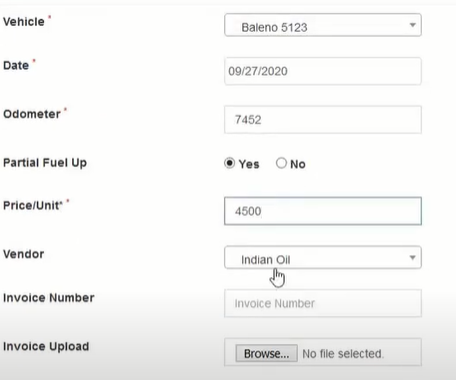 Vehicle *
Baleno 5123
Date *
09/27/2020
Odometer *
7452
Partial Fuel Up
Yes No
Price/Unit* *
4500
Vendor
Indian Oil
Invoice Number
Invoice Number
Invoice Upload
Browse... No file selected.